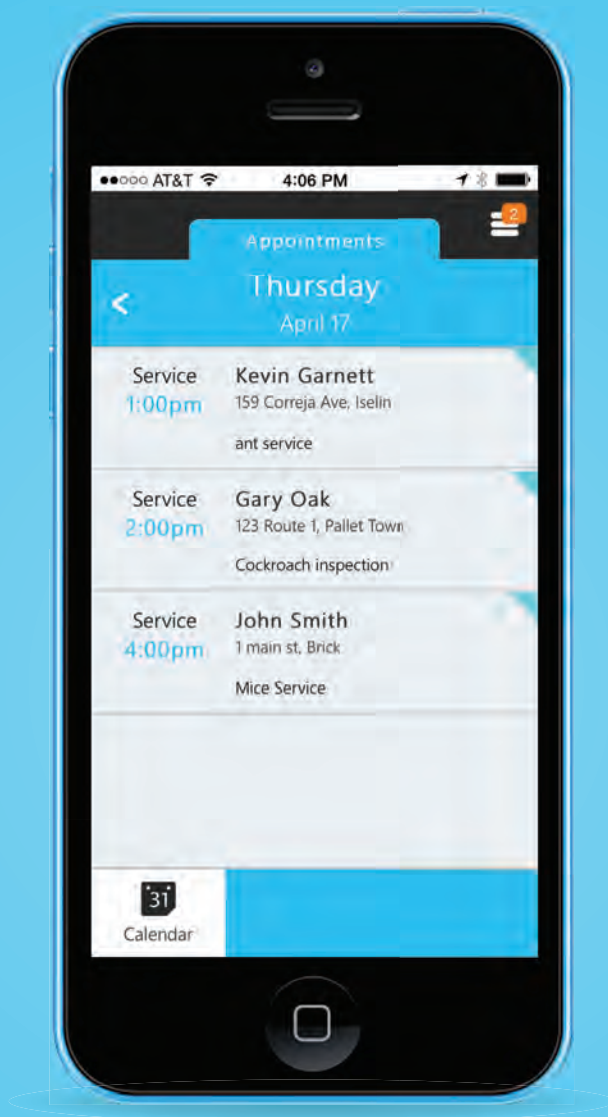 AT&T 4:06 PM
2
Appointments
Thursday
April 17
Service Kevin Garnett
1:00pm 159 Correja Ave, Iselin
ant service
Service Gary Oak
2:00pm 123 Route 1, Pallet Town
Cockroach inspection
Service John Smith
4:00pm 1 main st, Brick
Mice Service
31
Calendar